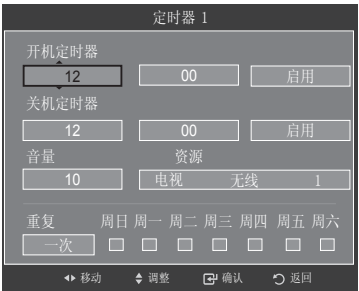 定时器 1
开机定时器
12 00 启用
关机定时器
12 00 启用
音量 资源
10 电视 无线 1
重复 周日 周一 周二 周三 周四 周五 周六
一次
移动 调整 确认 返回